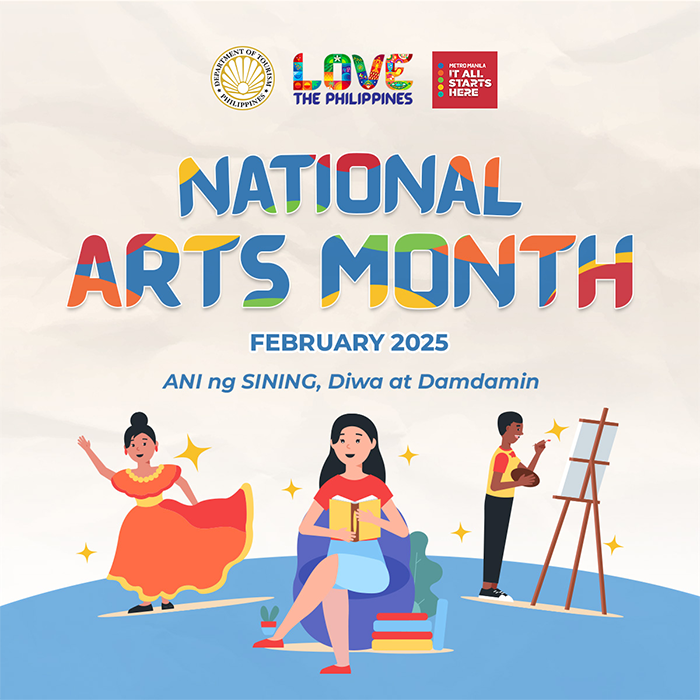 DEPARTMENT OF TOURISM
PHILIPPINES
LOVE
THE PHILIPPINES
METRO MANILA
IT ALL
STARTS
HERE
NATIONAL
ARTS MONTH
FEBRUARY 2025
ANI ng SINING, Diwa at Damdamin